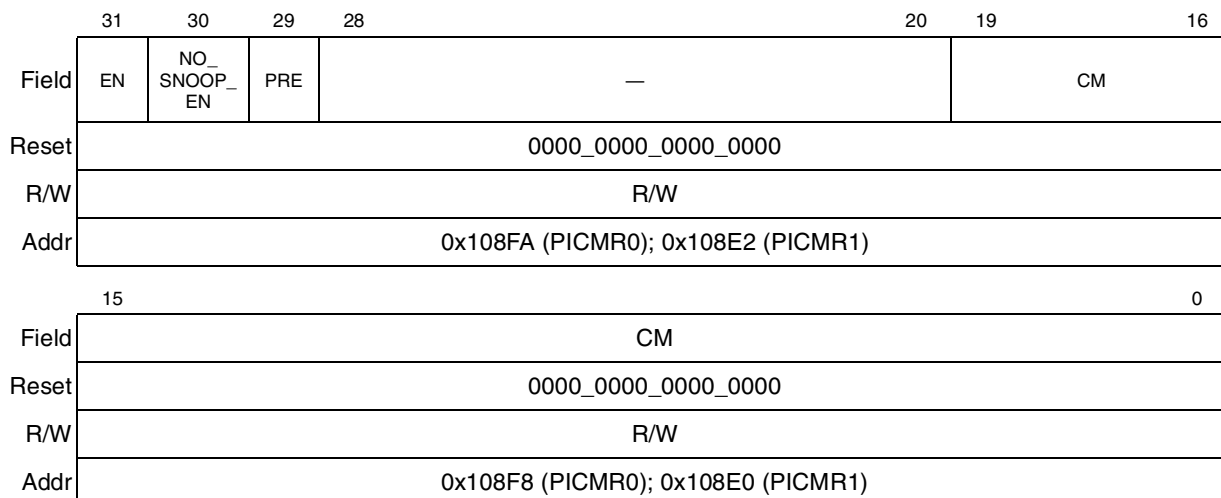 31 30 29 28 20 19 16
Field EN NO_ SNOOP_ EN PRE — CM
Reset 0000_0000_0000_0000
R/W R/W
Addr 0x108FA (PICMR0); 0x108E2 (PICMR1)
15 0
Field CM
Reset 0000_0000_0000_0000
R/W R/W
Addr 0x108F8 (PICMR0); 0x108E0 (PICMR1)